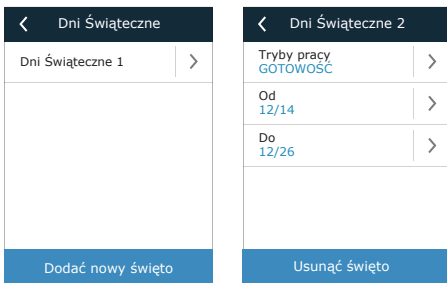 Dni Świąteczne
Dni Świąteczne 1
Dodać nowy święto
Dni Świąteczne 2
Tryby pracy
GOTOWOŚĆ
Od
12/14
Do
12/26
Usunąć święto